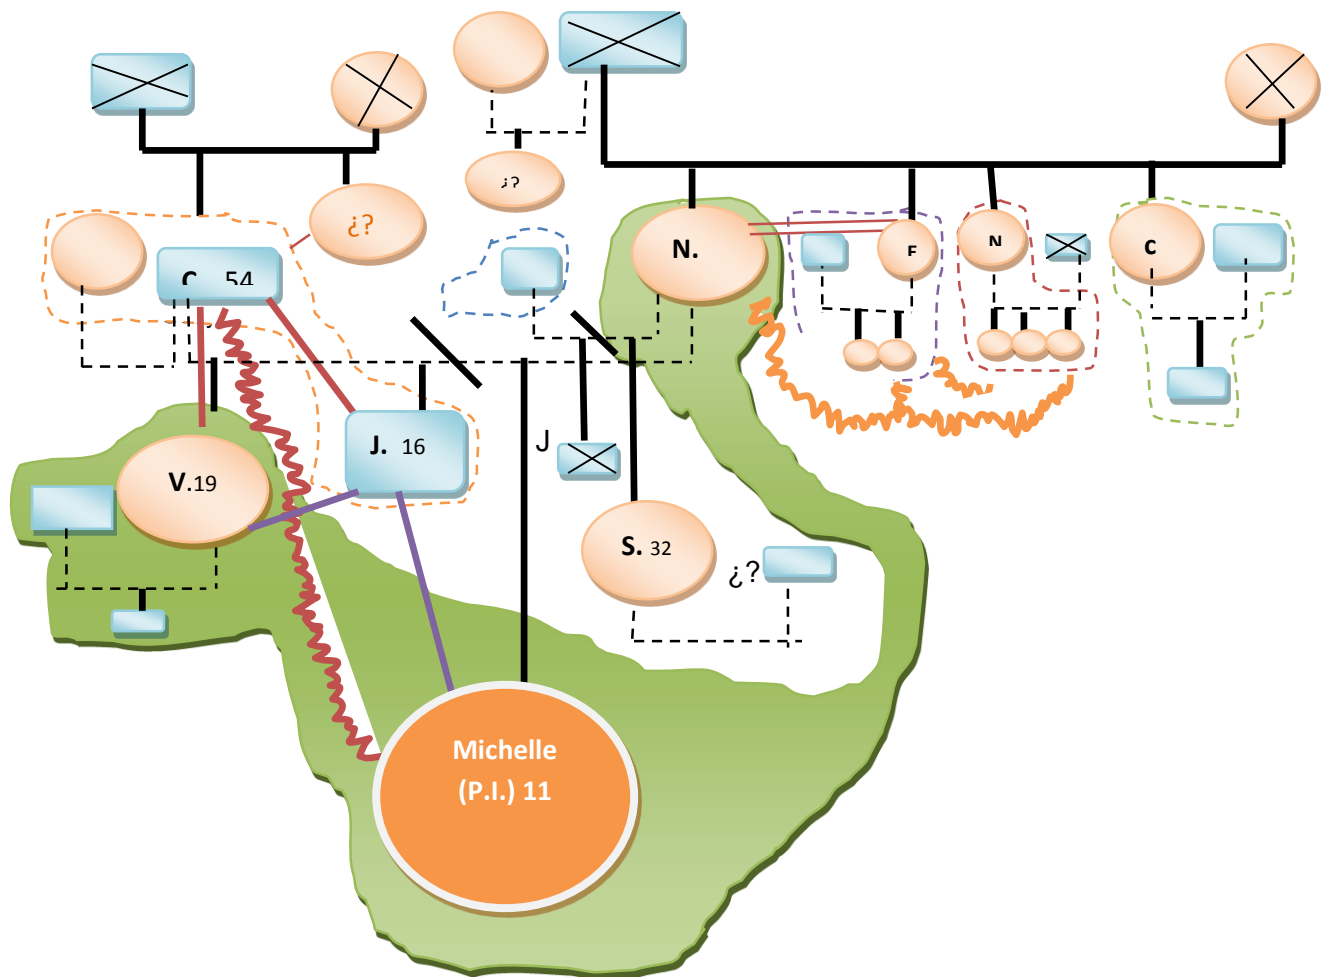 ¿?
¿?
N.
F
N
c
C 54
J. 16
J
V.19
S. 32
¿?
Michelle
(P.I.) 11